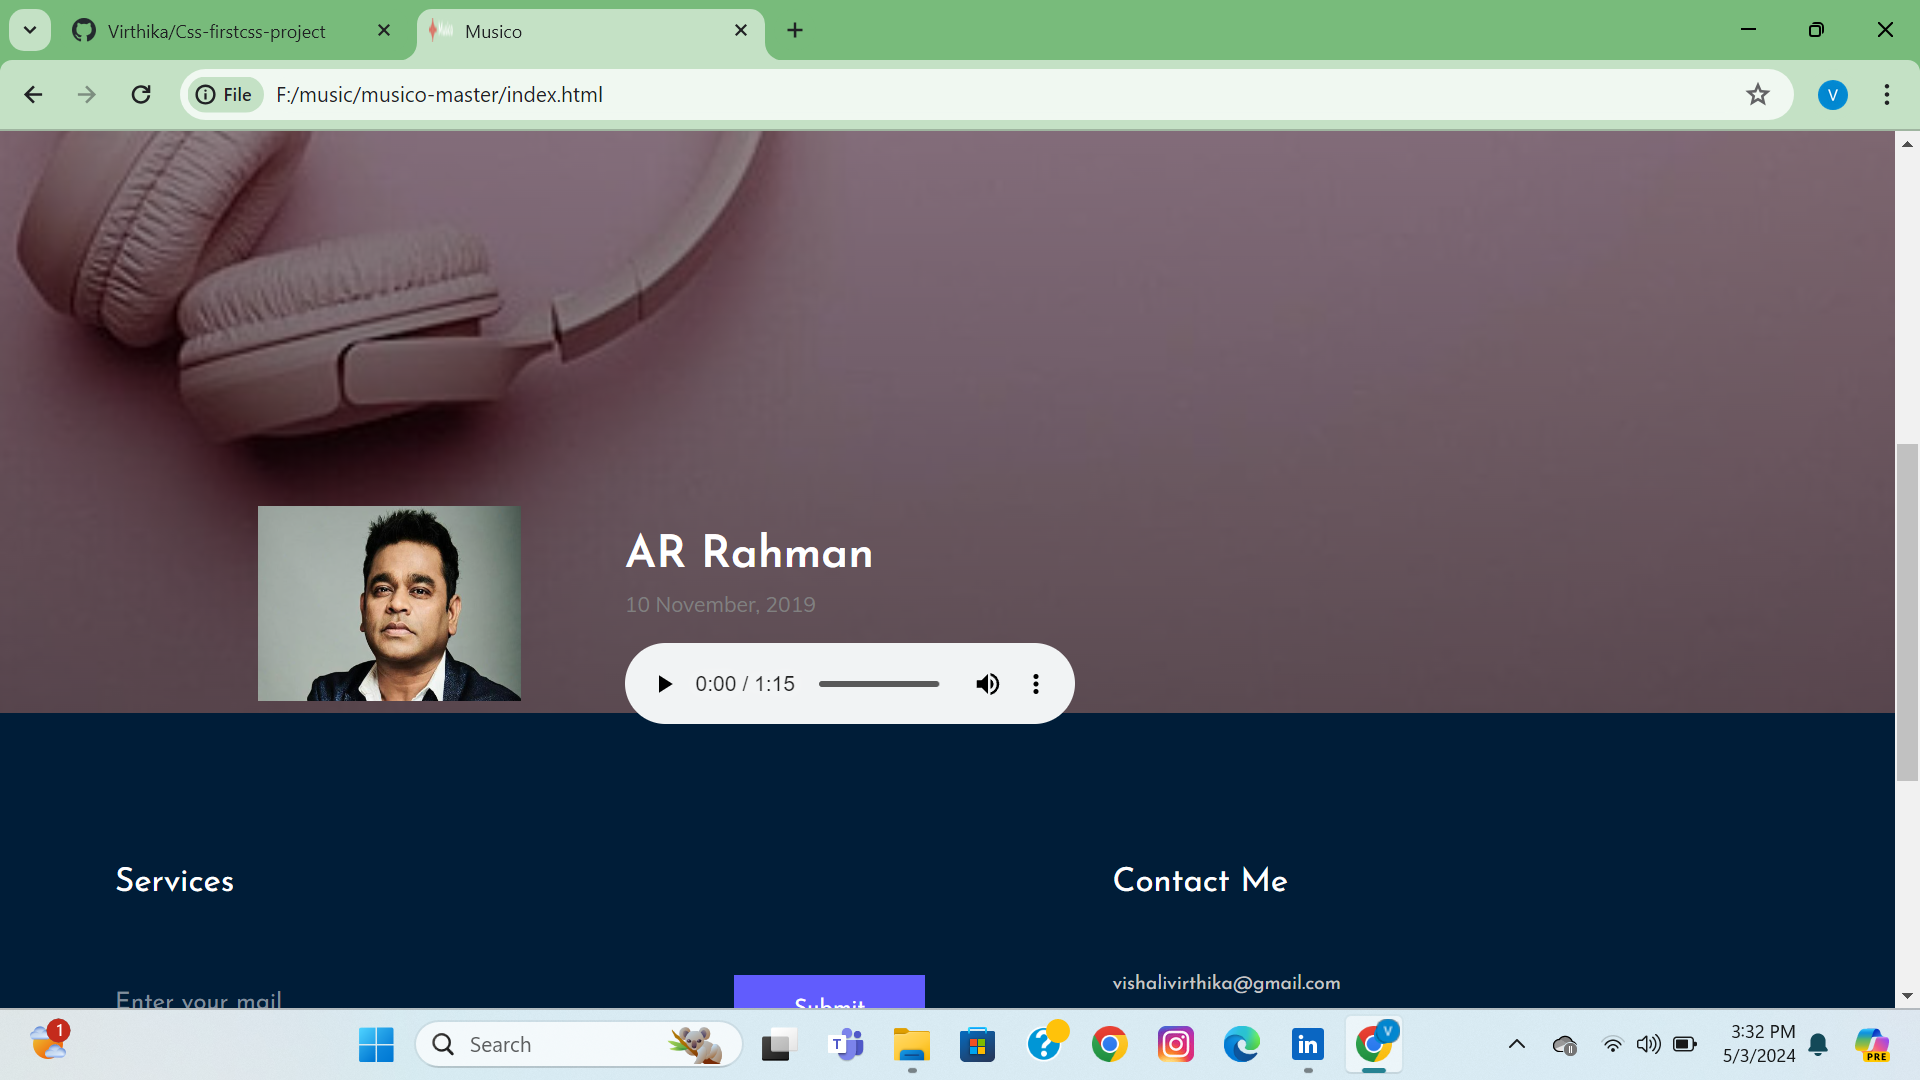 Virthika/Css-firstcss-project
Musico
File
F:/music/musico-master/index.html
V
AR Rahman
10 November, 2019
0:00 / 1:15
Services
Contact Me
Enter your mail
Submit
vishalivirthika@gmail.com
1
Search
T
?
in
V
3:32 PM
5/3/2024
PRE